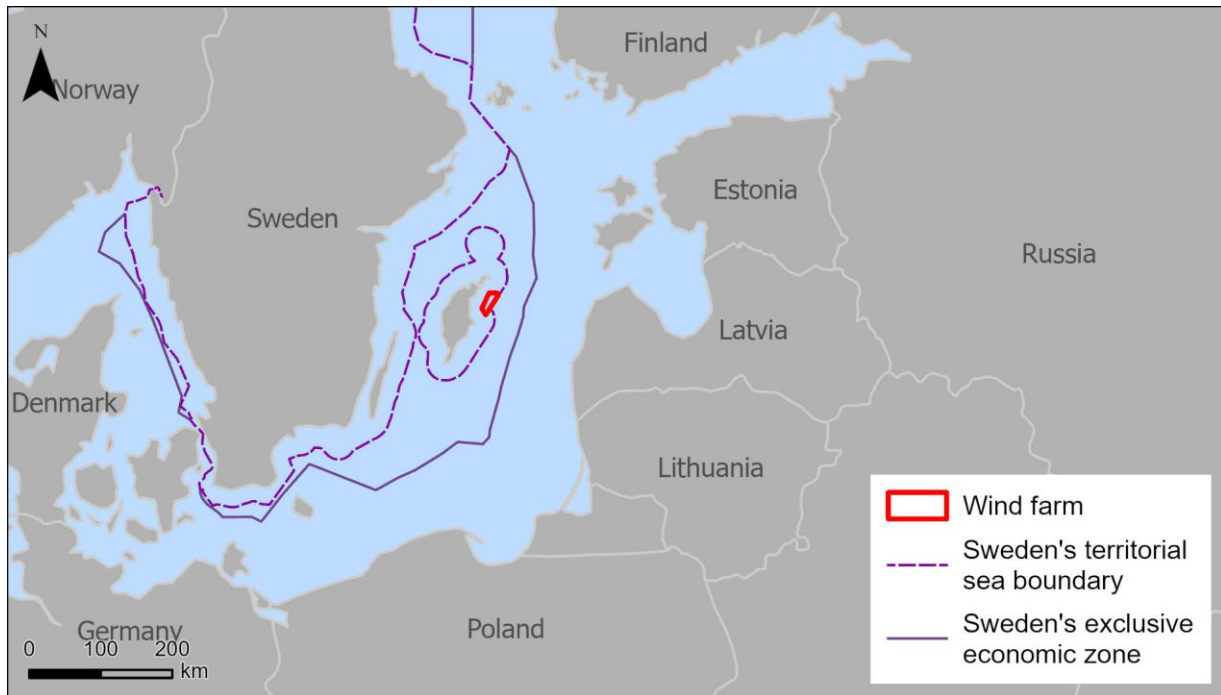 N
Finland
Norway
Estonia
Sweden
Russia
Latvia
Denmark
Lithuania
Wind farm
Sweden's territorial
sea boundary
Sweden's exclusive
economic zone
Germany
Poland
0 100 200
km